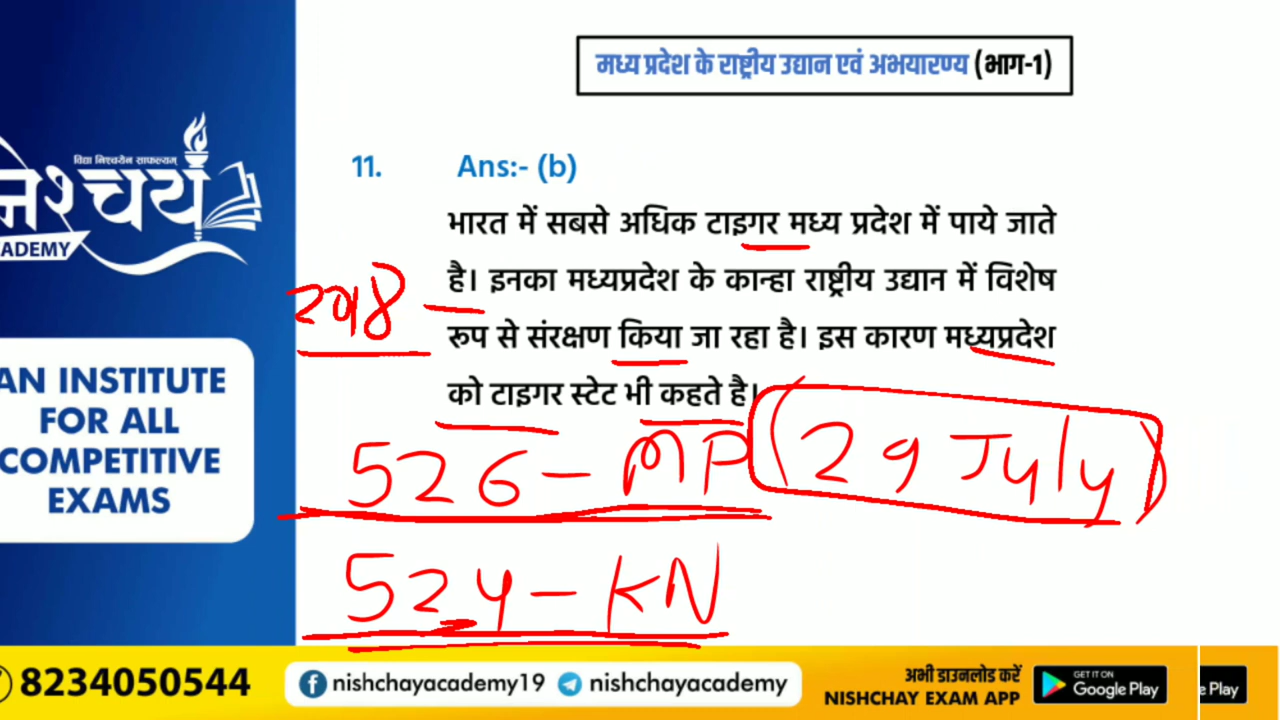 मध्य प्रदेश के राष्ट्रीय उद्यान एवं अभयारण्य (भाग-1)
विद्या निश्चयेन साफल्यम्
निश्चय
ACADEMY
11. Ans:- (b)
भारत में सबसे अधिक टाइगर मध्य प्रदेश में पाये जाते
है। इनका मध्यप्रदेश के कान्हा राष्ट्रीय उद्यान में विशेष
रूप से संरक्षण किया जा रहा है। इस कारण मध्यप्रदेश
को टाइगर स्टेट भी कहते है।
2018 -
526 - MP (29 July)
524 - KN
AN INSTITUTE
FOR ALL
COMPETITIVE
EXAMS
8234050544
nishchayacademy19
nishchayacademy
अभी डाउनलोड करें
NISHCHAY EXAM APP
GET IT ON
Google Play
e Play